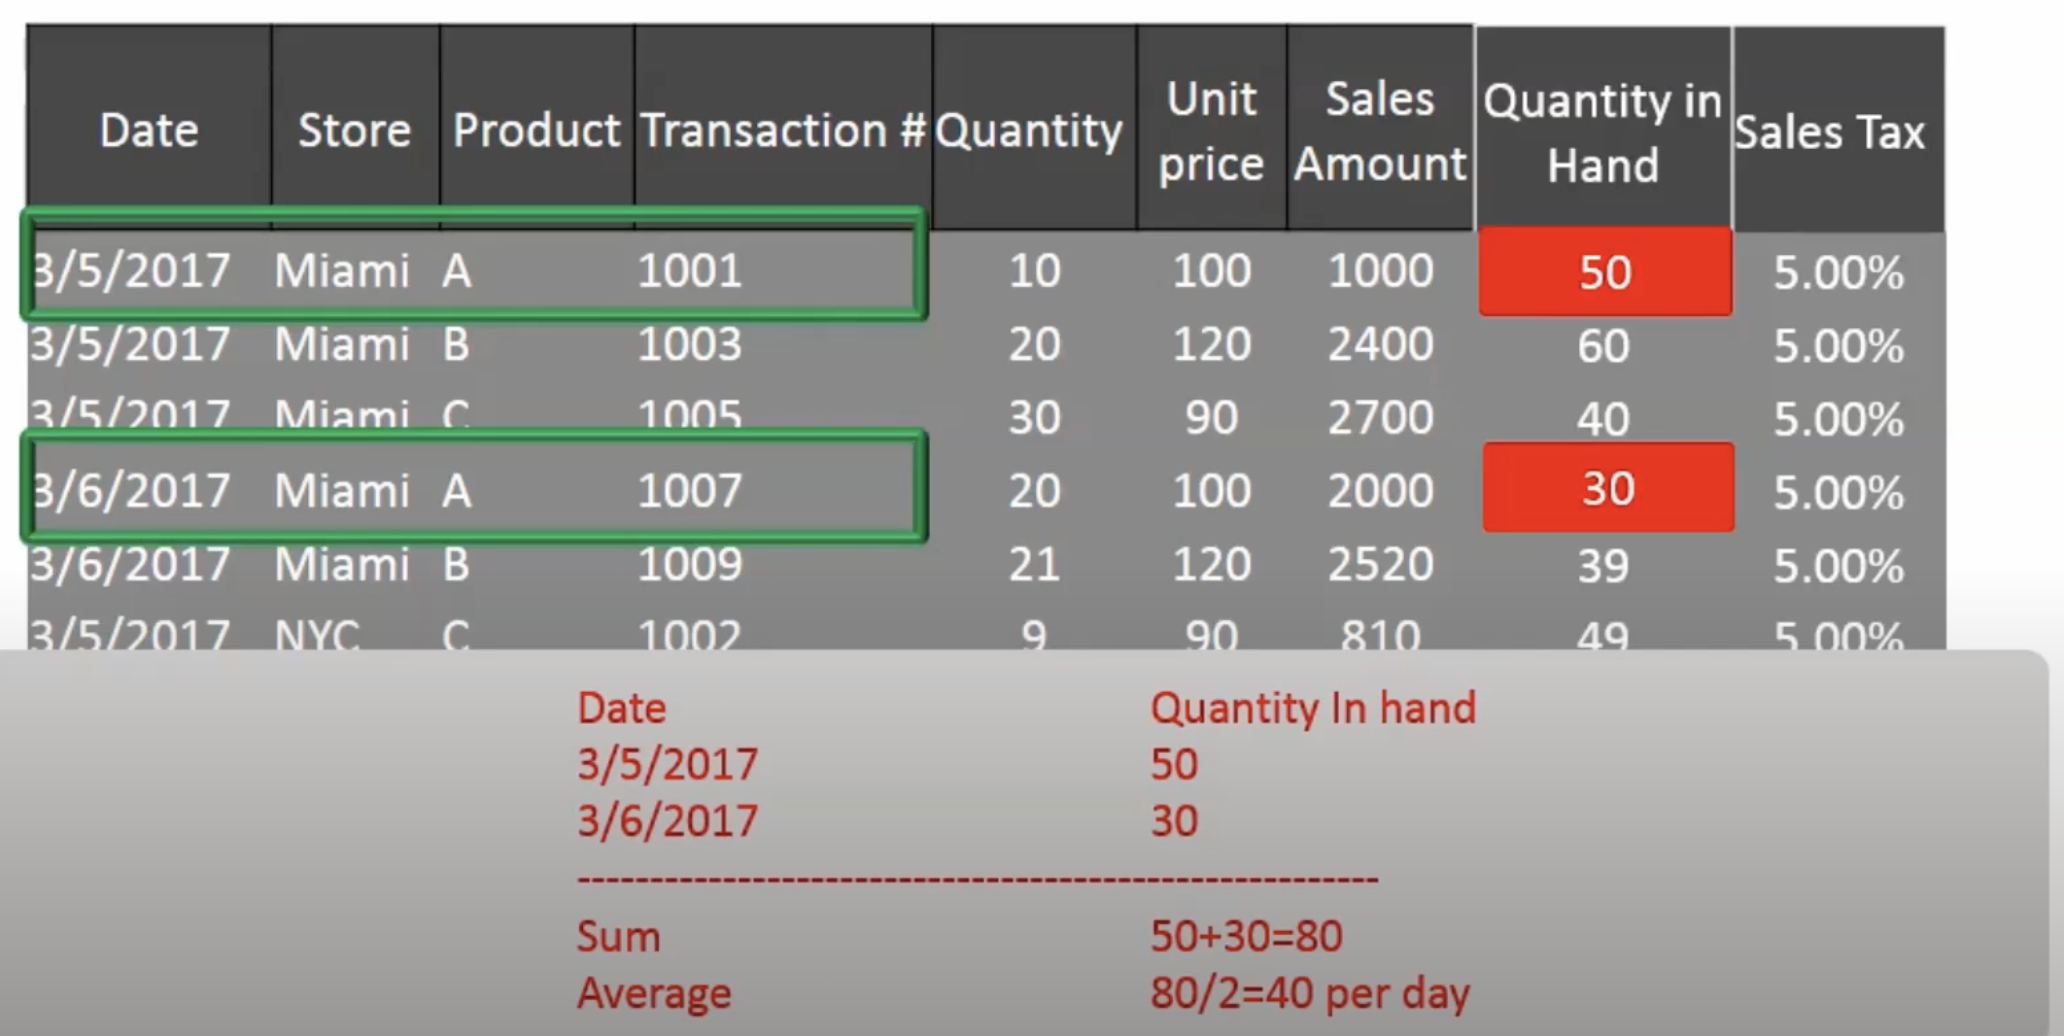 Date Store Product Transaction # Quantity Unit price Sales Amount Quantity in Hand Sales Tax
3/5/2017 Miami A 1001 10 100 1000 50 5.00%
3/5/2017 Miami B 1003 20 120 2400 60 5.00%
3/5/2017 Miami C 1005 30 90 2700 40 5.00%
3/6/2017 Miami A 1007 20 100 2000 30 5.00%
3/6/2017 Miami B 1009 21 120 2520 39 5.00%
3/5/2017 NYC C 1002 9 90 810 49 5.00%
Date Quantity In hand
3/5/2017 50
3/6/2017 30
Sum 50+30=80
Average 80/2=40 per day